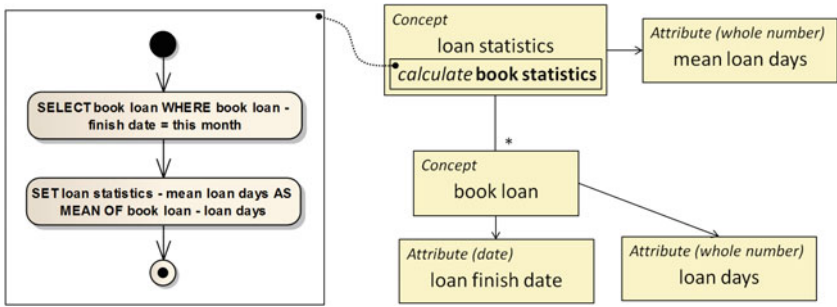 SELECT book loan WHERE book loan -
finish date = this month
SET loan statistics - mean loan days AS
MEAN OF book loan - loan days
Concept
loan statistics
calculate book statistics
Attribute (whole number)
mean loan days
*
Concept
book loan
Attribute (date)
loan finish date
Attribute (whole number)
loan days